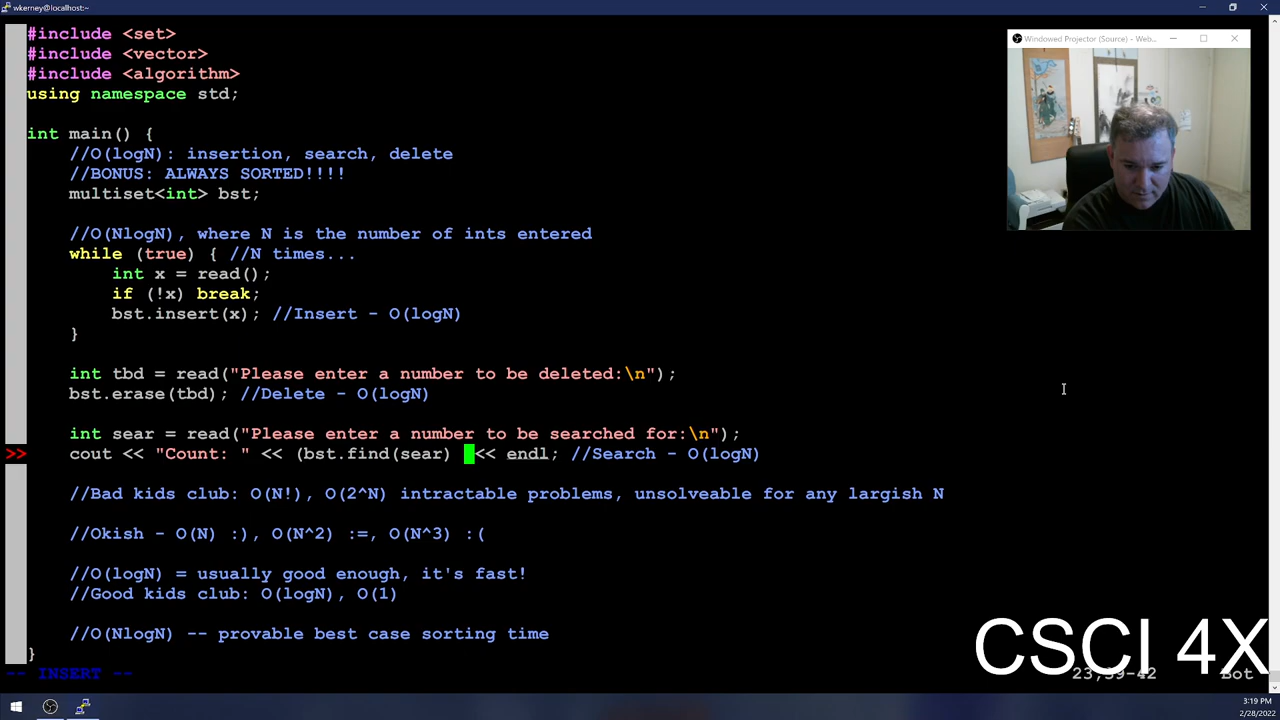 wkerney@localhost:~
#include <set>
#include <vector>
#include <algorithm>
using namespace std;
int main() {
//O(logN): insertion, search, delete
//BONUS: ALWAYS SORTED!!!!
multiset<int> bst;
//O(NlogN), where N is the number of ints entered
while (true) { //N times...
int x = read();
if (!x) break;
bst.insert(x); //Insert - O(logN)
}
int tbd = read("Please enter a number to be deleted:\n");
bst.erase(tbd); //Delete - O(logN)
int sear = read("Please enter a number to be searched for:\n");
>> cout << "Count: " << (bst.find(sear) << endl; //Search - O(logN)
//Bad kids club: O(N!), O(2^N) intractable problems, unsolveable for any largish N
//Okish - O(N) :), O(N^2) :=, O(N^3) :(
//O(logN) = usually good enough, it's fast!
//Good kids club: O(logN), O(1)
//O(NlogN) -- provable best case sorting time
}
-- INSERT --
23,39-42 Bot
Windowed Projector (Source) - Web...
CSCI 4X
3:19 PM
2/28/2022